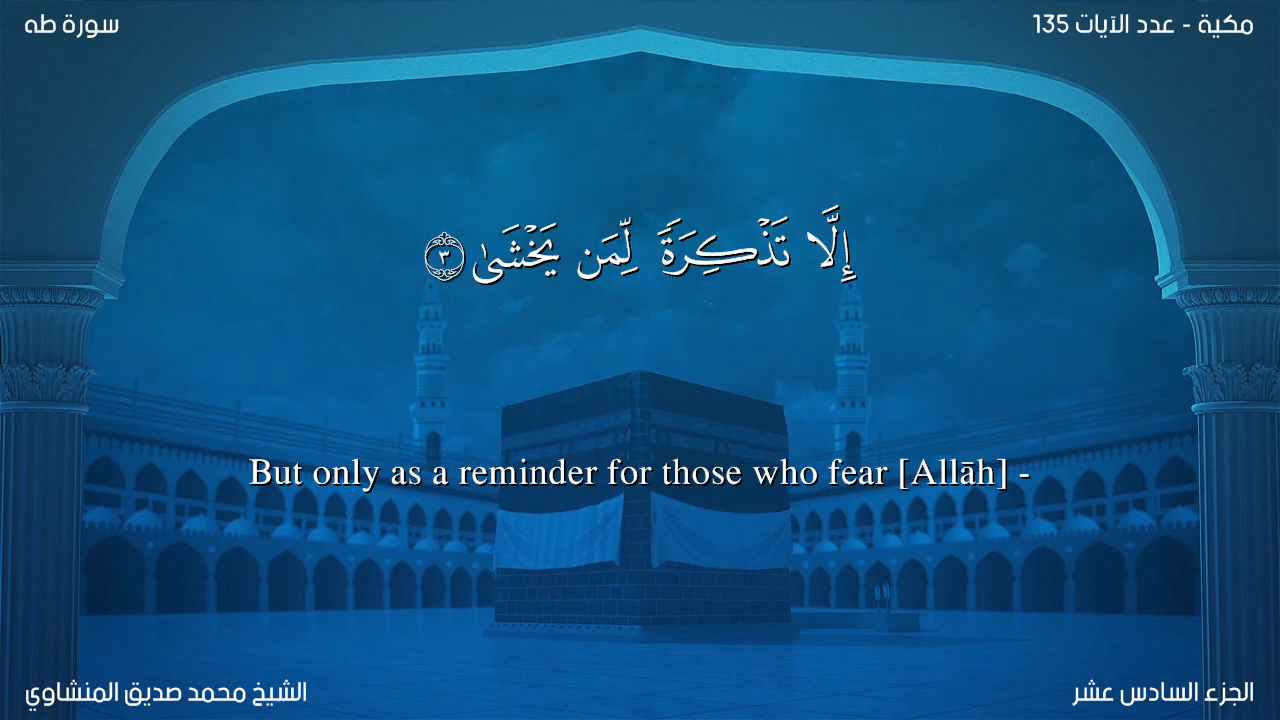 سورة طه
مكية - عدد الآيات 135
إِلَّا تَذْكِرَةً لِّمَن يَخْشَىٰ ٣
But only as a reminder for those who fear [Allāh] -
الشيخ محمد صديق المنشاوي
الجزء السادس عشر